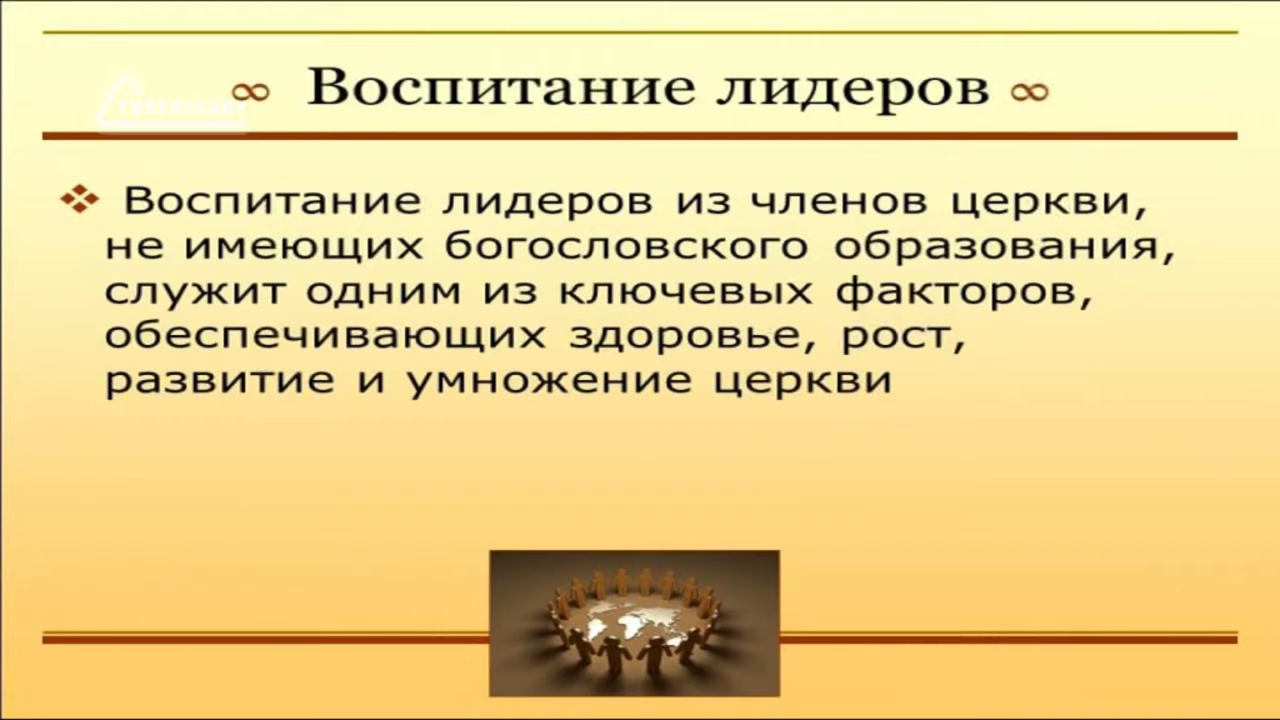 ∞ Воспитание лидеров ∞
❖ Воспитание лидеров из членов церкви,
не имеющих богословского образования,
служит одним из ключевых факторов,
обеспечивающих здоровье, рост,
развитие и умножение церкви